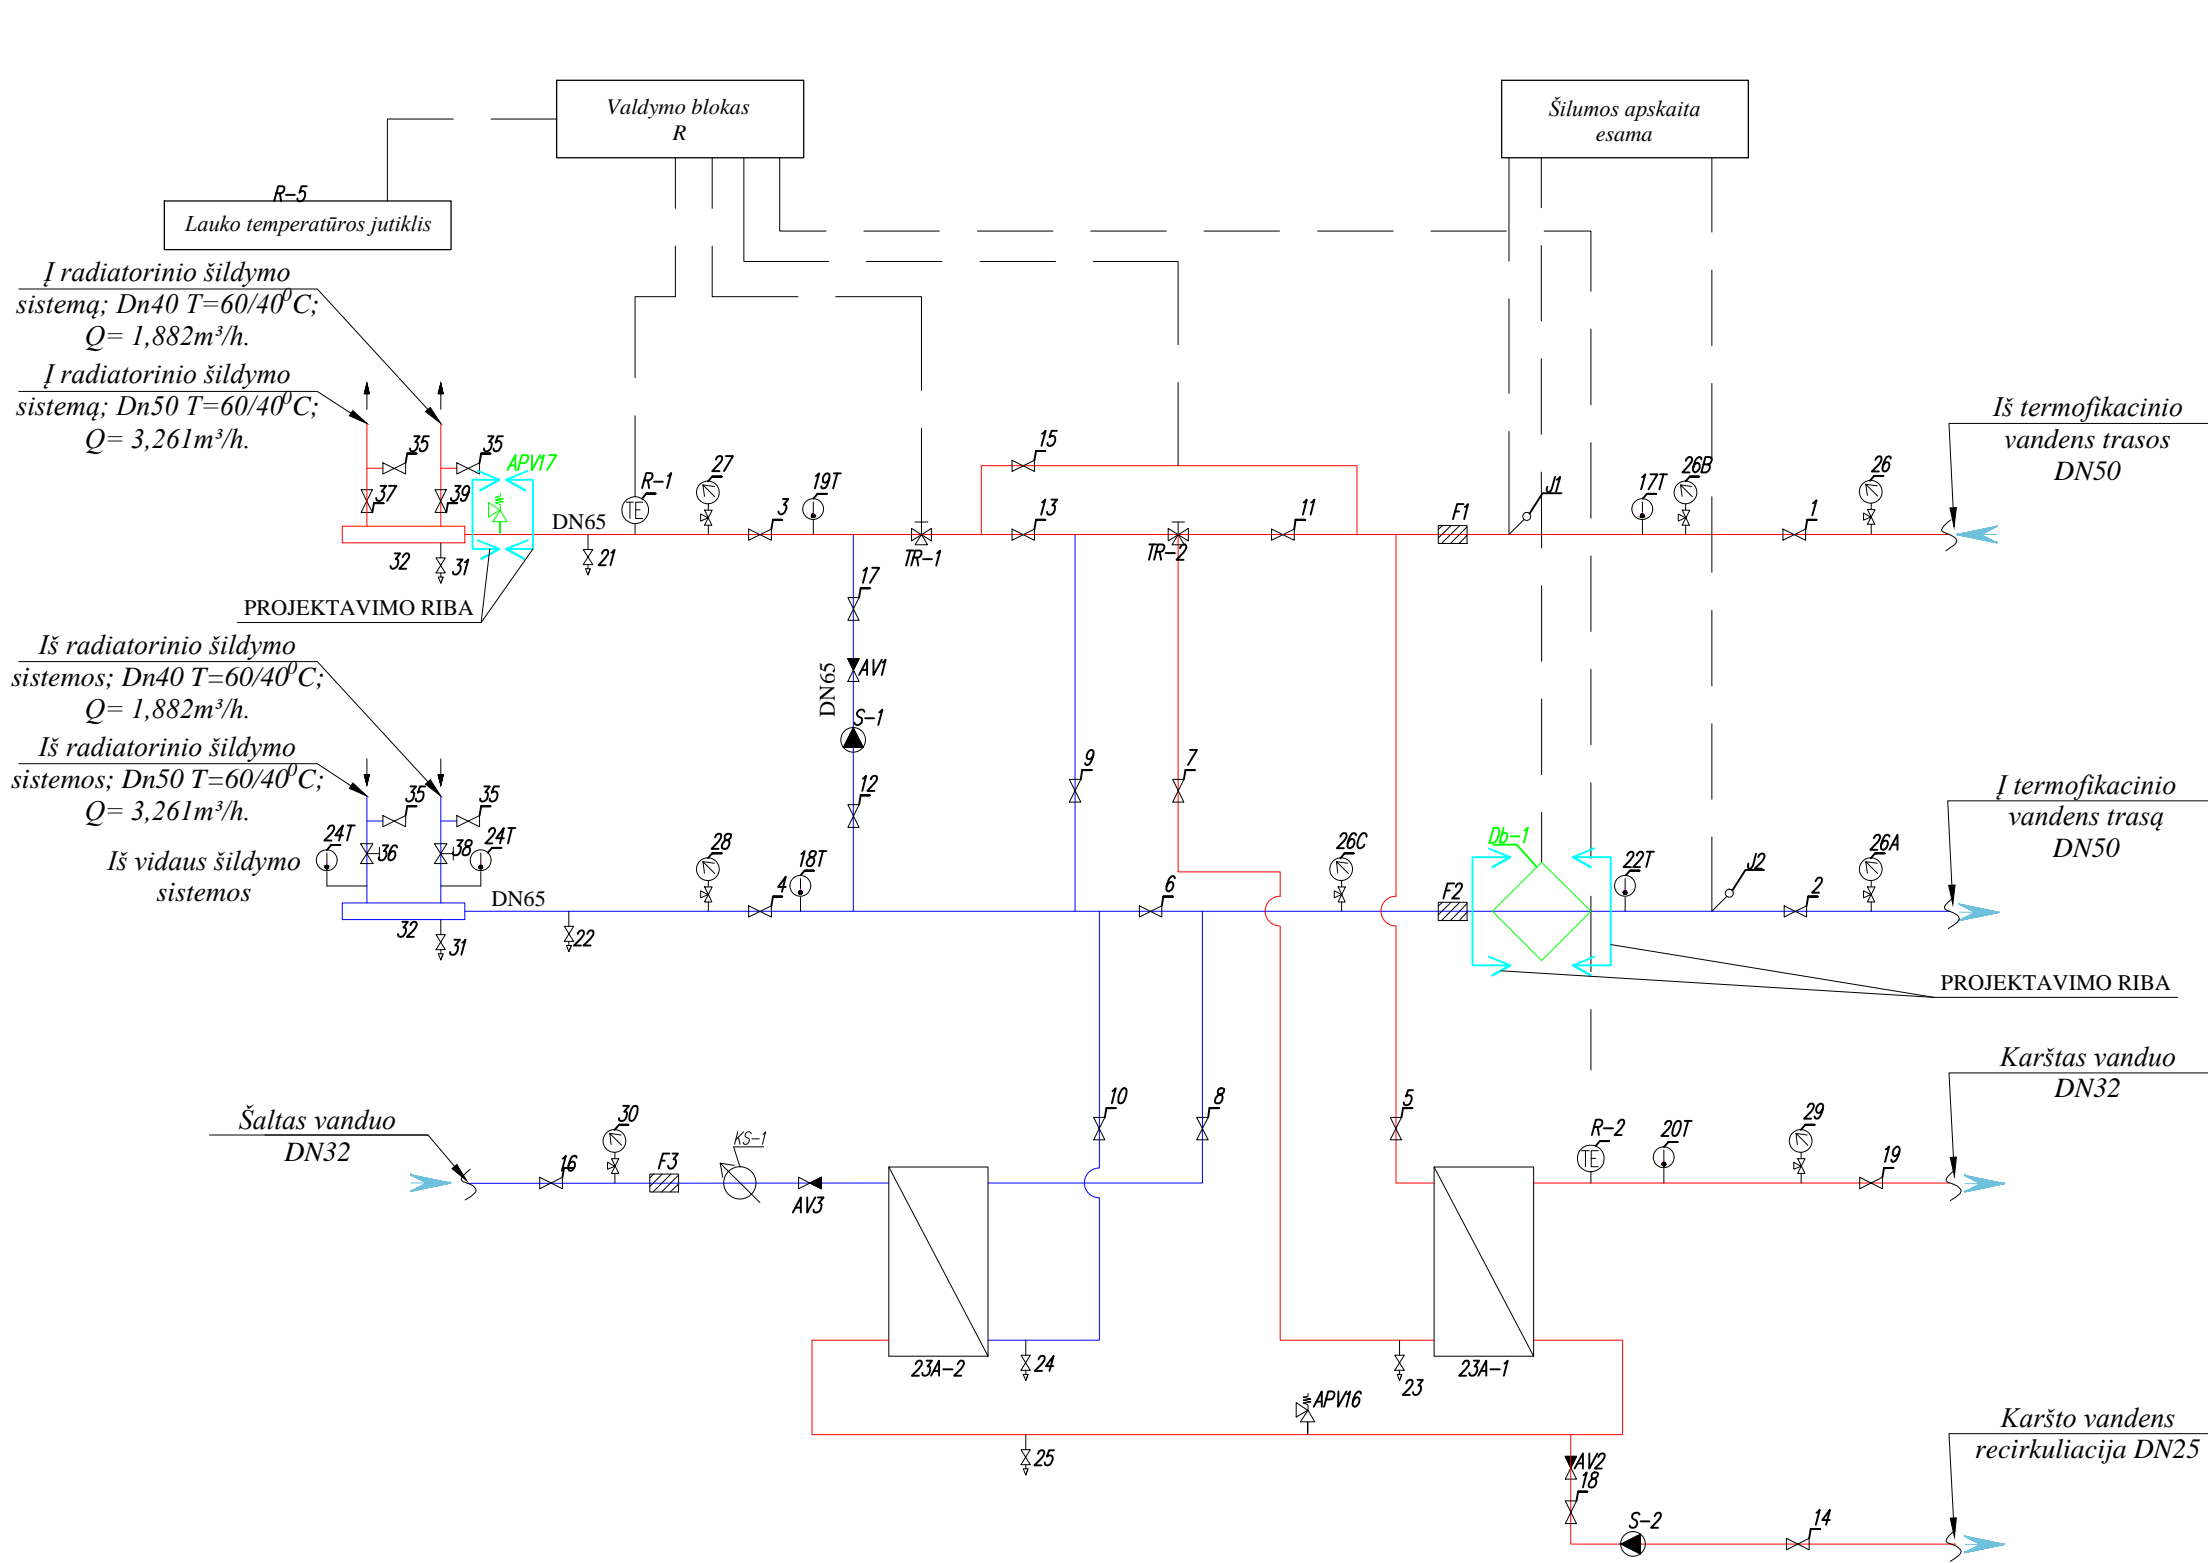 Valdymo blokas
R
Šilumos apskaita
esama
R-5
Lauko temperatūros jutiklis
Į radiatorinio šildymo
sistemą; Dn40 T=60/40⁰C;
Q= 1,882m³/h.
Į radiatorinio šildymo
sistemą; Dn50 T=60/40⁰C;
Q= 3,261m³/h.
Iš termofikacinio
vandens trasos
DN50
35
35
APV17
37
39
R-1
27
19T
3
15
13
11
F1
J1
17T
26B
1
26
DN65
TR-1
TR-2
32
31
21
PROJEKTAVIMO RIBA
17
AV1
DN65
S-1
12
9
7
Iš radiatorinio šildymo
sistemos; Dn40 T=60/40⁰C;
Q= 1,882m³/h.
Iš radiatorinio šildymo
sistemos; Dn50 T=60/40⁰C;
Q= 3,261m³/h.
Į termofikacinio
vandens trasą
DN50
35
35
24T
36
38
24T
Iš vidaus šildymo
sistemos
DN65
28
18T
4
6
26C
F2
Db-1
22T
J2
2
26A
32
31
22
PROJEKTAVIMO RIBA
Karštas vanduo
DN32
Šaltas vanduo
DN32
10
8
5
30
16
F3
KS-1
AV3
R-2
20T
29
19
23A-2
24
23A-1
23
APV16
25
Karšto vandens
recirkuliacija DN25
AV2
18
S-2
14